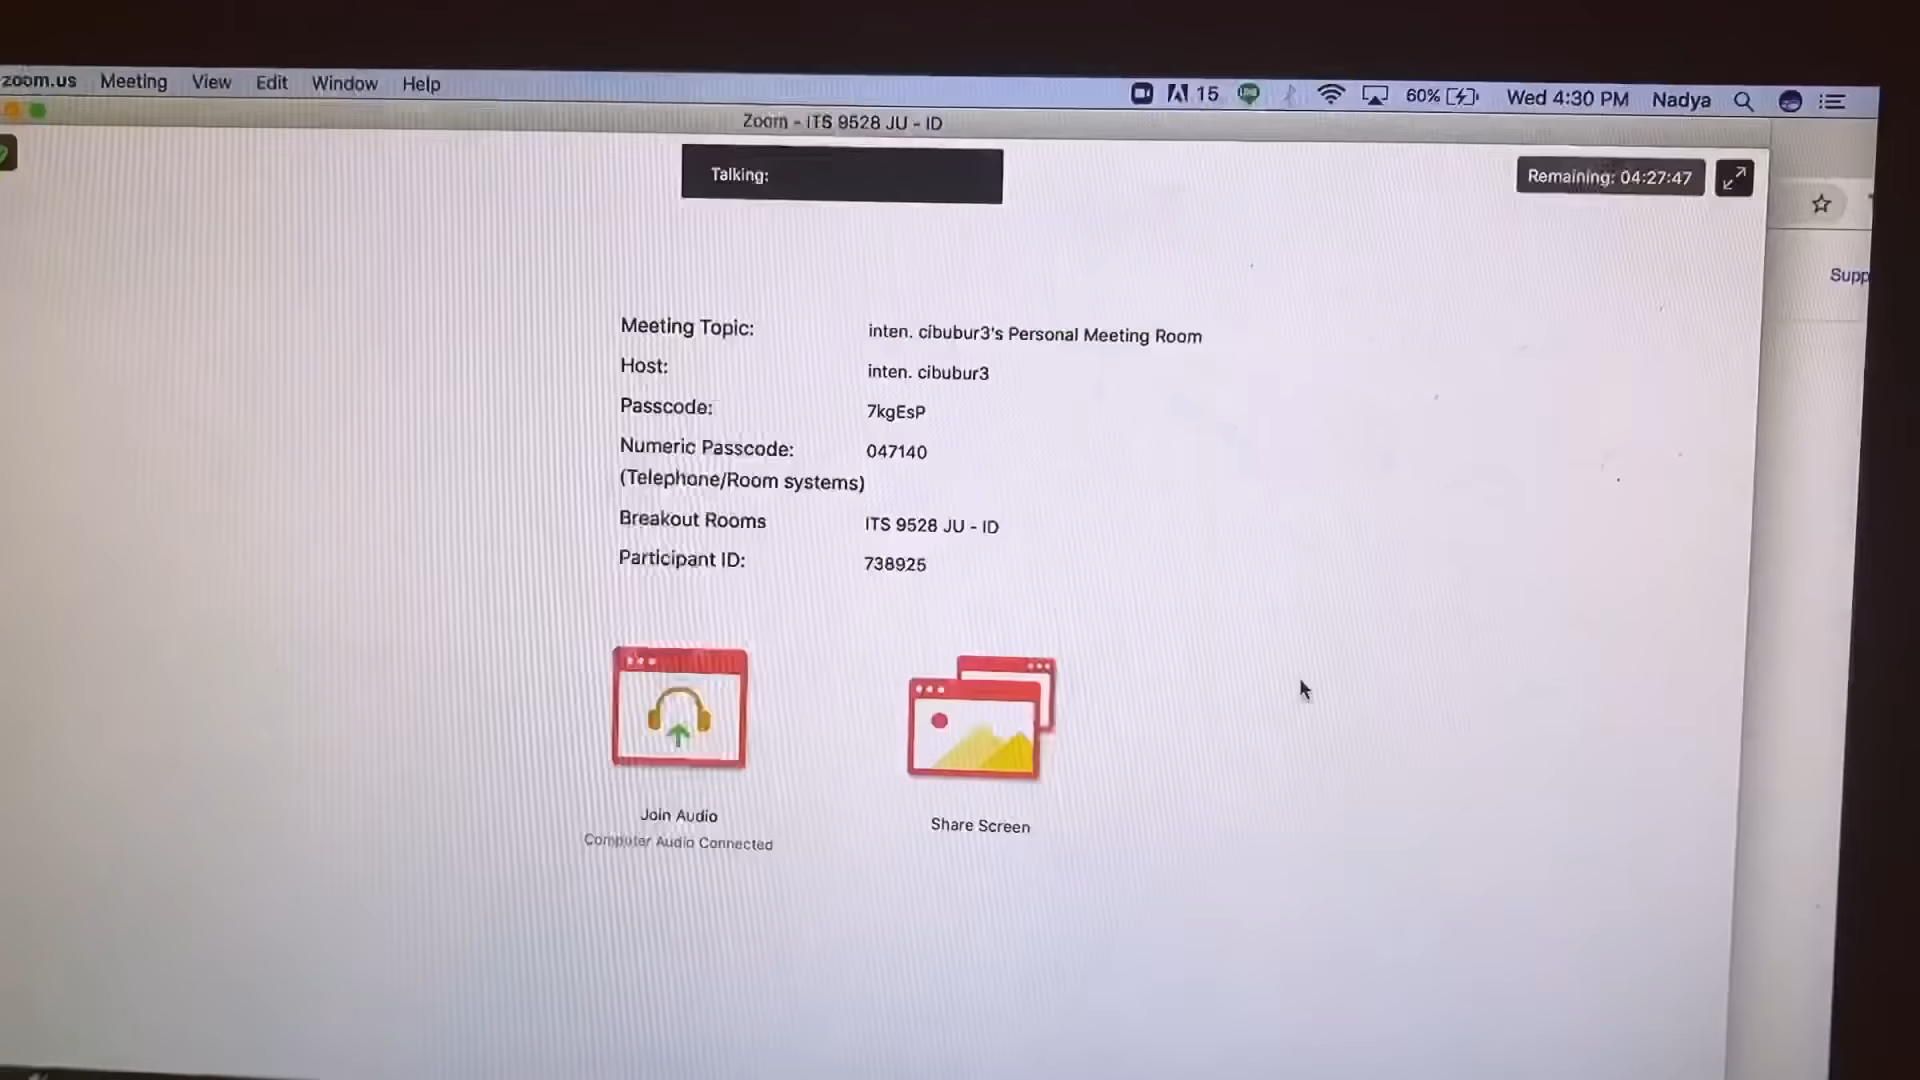 zoom.us Meeting View Edit Window Help 15 60% Wed 4:30 PM Nadya
Zoom - ITS 9528 JU - ID
Talking:
Remaining: 04:27:47
Supp
Meeting Topic: inten. cibubur3's Personal Meeting Room
Host: inten. cibubur3
Passcode: 7kgEsP
Numeric Passcode: 047140
(Telephone/Room systems)
Breakout Rooms ITS 9528 JU - ID
Participant ID: 738925
Join Audio
Computer Audio Connected
Share Screen